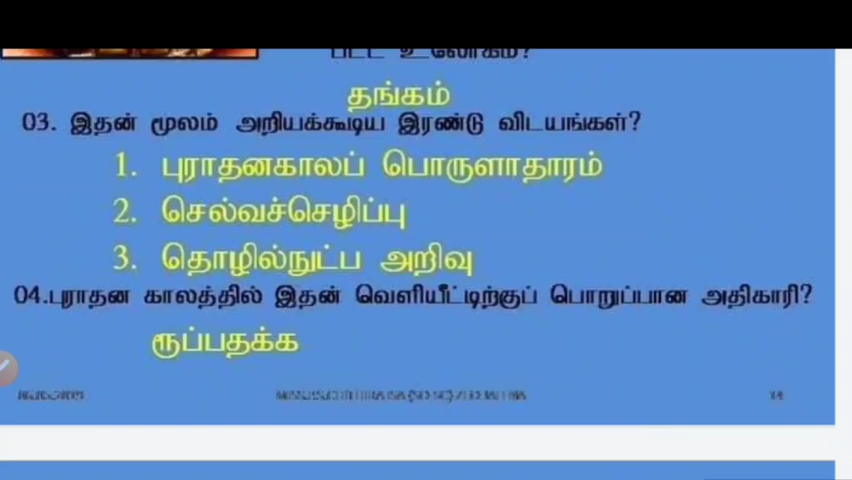 தங்கம்
03. இதன் மூலம் அறியக்கூடிய இரண்டு விடயங்கள்?
1. புராதனகாலப் பொருளாதாரம்
2. செல்வச்செழிப்பு
3. தொழில்நுட்ப அறிவு
04.புராதன காலத்தில் இதன் வெளியீட்டிற்குப் பொறுப்பான அதிகாரி?
ரூப்பதக்க